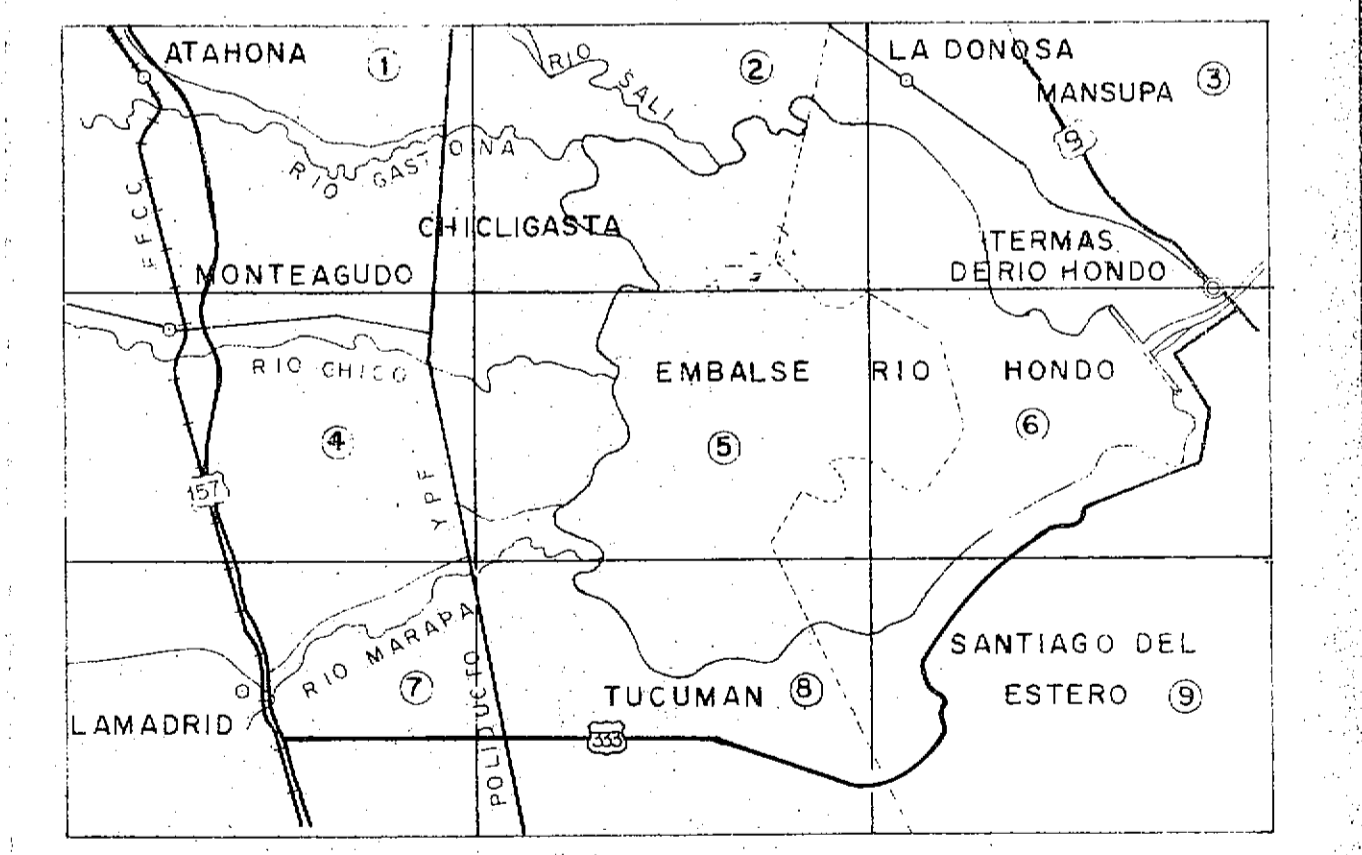 ATAHONA
1
RIO SALI
2
LA DONOSA
MANSUPA
3
9
RIO GASTONA
FFCC
CHICLIGASTA
MONTEAGUDO
TERMAS
DE RIO HONDO
RIO CHICO
EMBALSE RIO HONDO
4
5
6
157
YPF
RIO MARAPA
7
TUCUMAN
8
SANTIAGO DEL
ESTERO
9
LAMADRID
POLIDUCTO
333